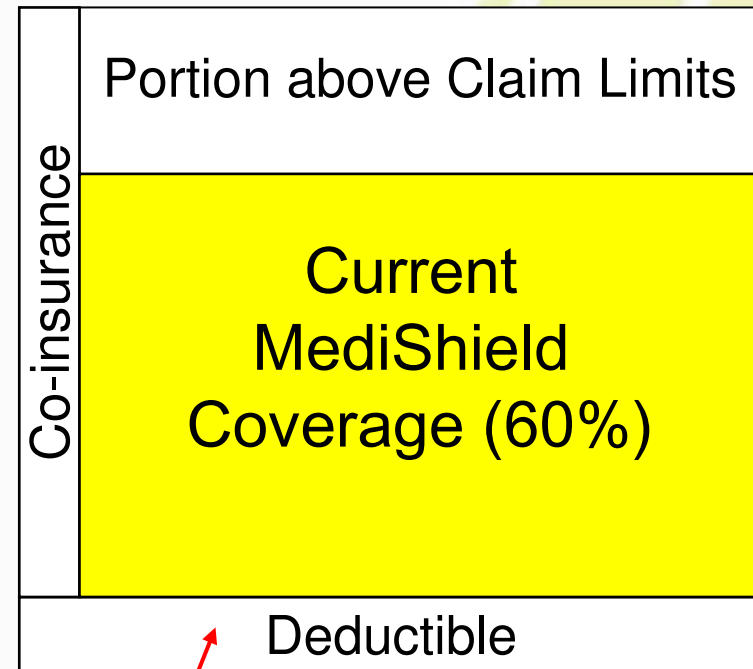 Portion above Claim Limits
Co-insurance
Current
MediShield
Coverage (60%)
Deductible